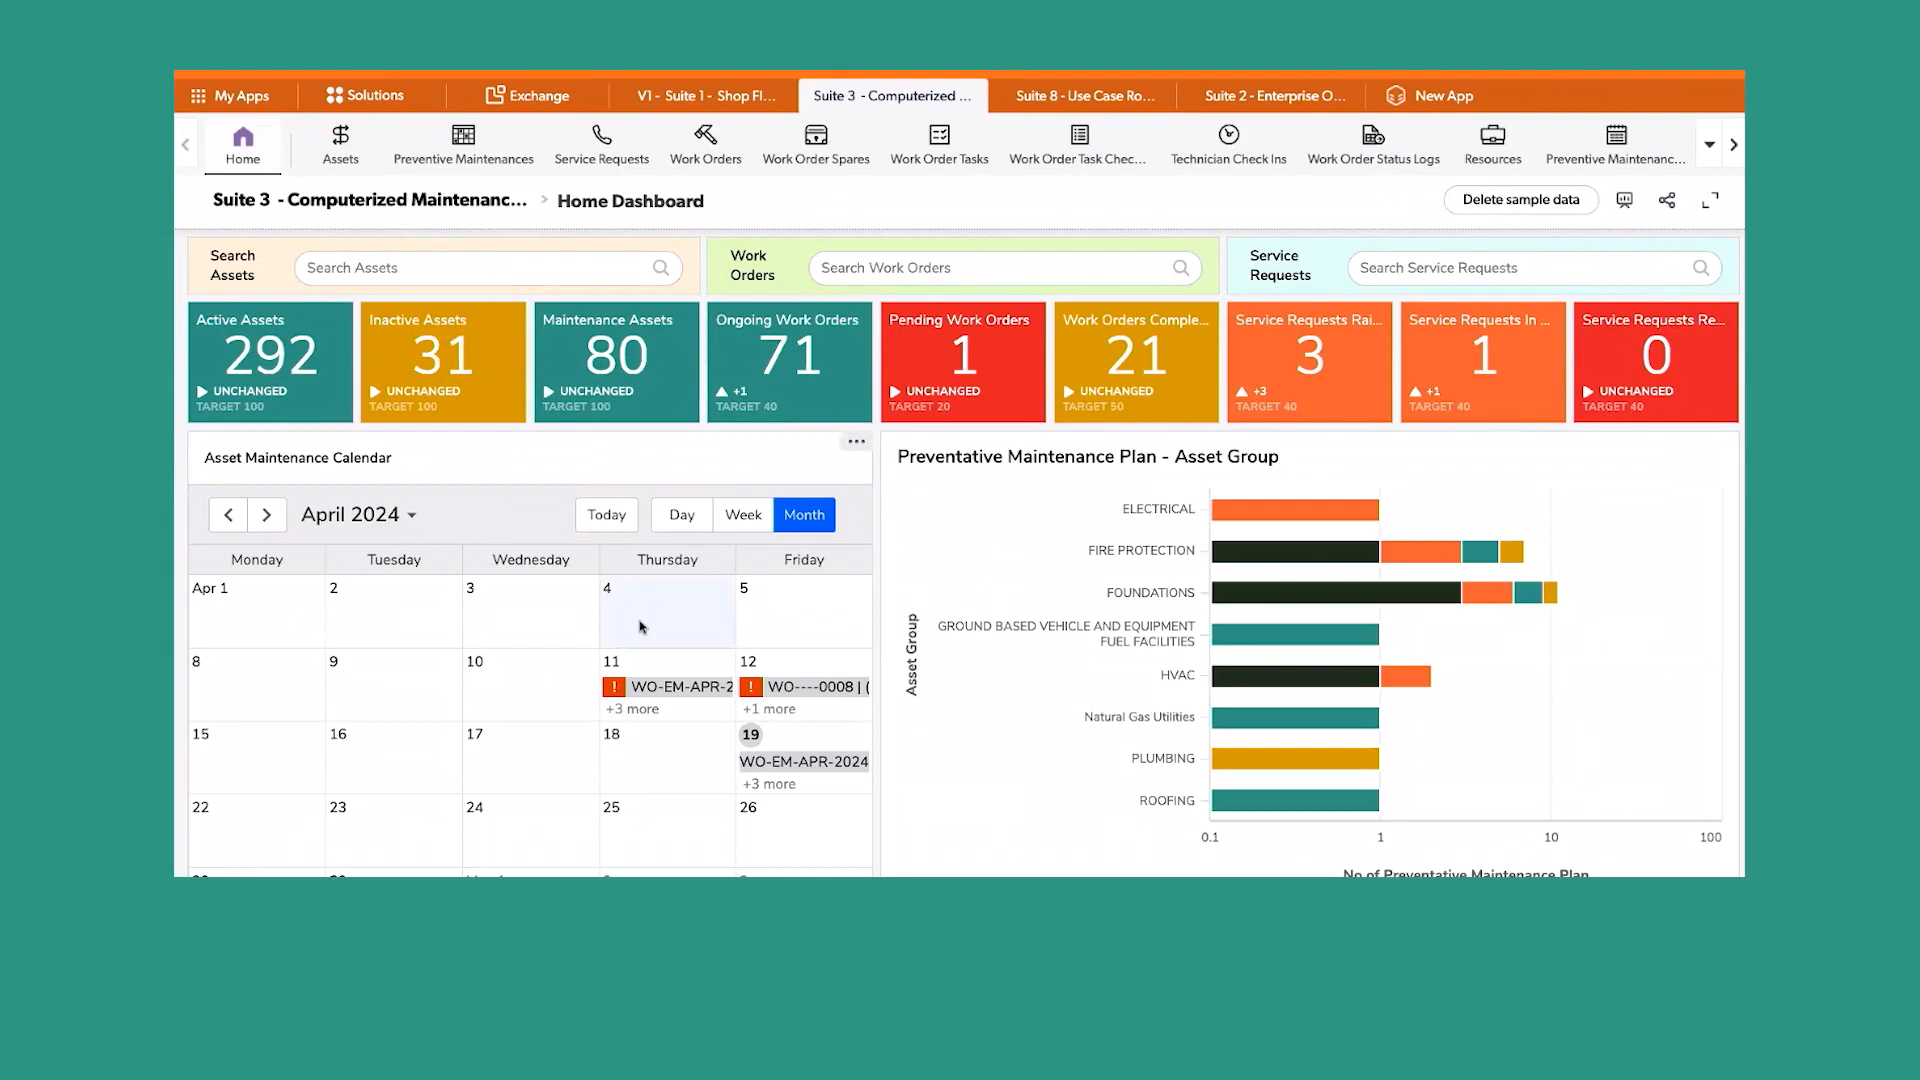 My Apps
Solutions
Exchange
V1 - Suite 1 - Shop Fl...
Suite 3 - Computerized ...
Suite 8 - Use Case Ro...
Suite 2 - Enterprise O...
New App
Home
Assets
Preventive Maintenances
Service Requests
Work Orders
Work Order Spares
Work Order Tasks
Work Order Task Chec...
Technician Check Ins
Work Order Status Logs
Resources
Preventive Maintenanc...
Suite 3 - Computerized Maintenanc...
Home Dashboard
Delete sample data
Search
Assets
Search Assets
Work
Orders
Search Work Orders
Service
Requests
Search Service Requests
Active Assets
292
UNCHANGED
TARGET 100
Inactive Assets
31
UNCHANGED
TARGET 100
Maintenance Assets
80
UNCHANGED
TARGET 100
Ongoing Work Orders
71
+1
TARGET 40
Pending Work Orders
1
UNCHANGED
TARGET 20
Work Orders Comple...
21
UNCHANGED
TARGET 50
Service Requests Rai...
3
+3
TARGET 40
Service Requests In ...
1
+1
TARGET 40
Service Requests Re...
0
UNCHANGED
TARGET 40
Asset Maintenance Calendar
April 2024
Today
Day
Week
Month
Monday
Tuesday
Wednesday
Thursday
Friday
Apr 1
2
3
4
5
8
9
10
11
12
! WO-EM-APR-2
! WO----0008 | (
+3 more
+1 more
15
16
17
18
19
WO-EM-APR-2024
+3 more
22
23
24
25
26
Preventative Maintenance Plan - Asset Group
Asset Group
ELECTRICAL
FIRE PROTECTION
FOUNDATIONS
GROUND BASED VEHICLE AND EQUIPMENT
FUEL FACILITIES
HVAC
Natural Gas Utilities
PLUMBING
ROOFING
0.1
1
10
100
No of Preventative Maintenance Plan